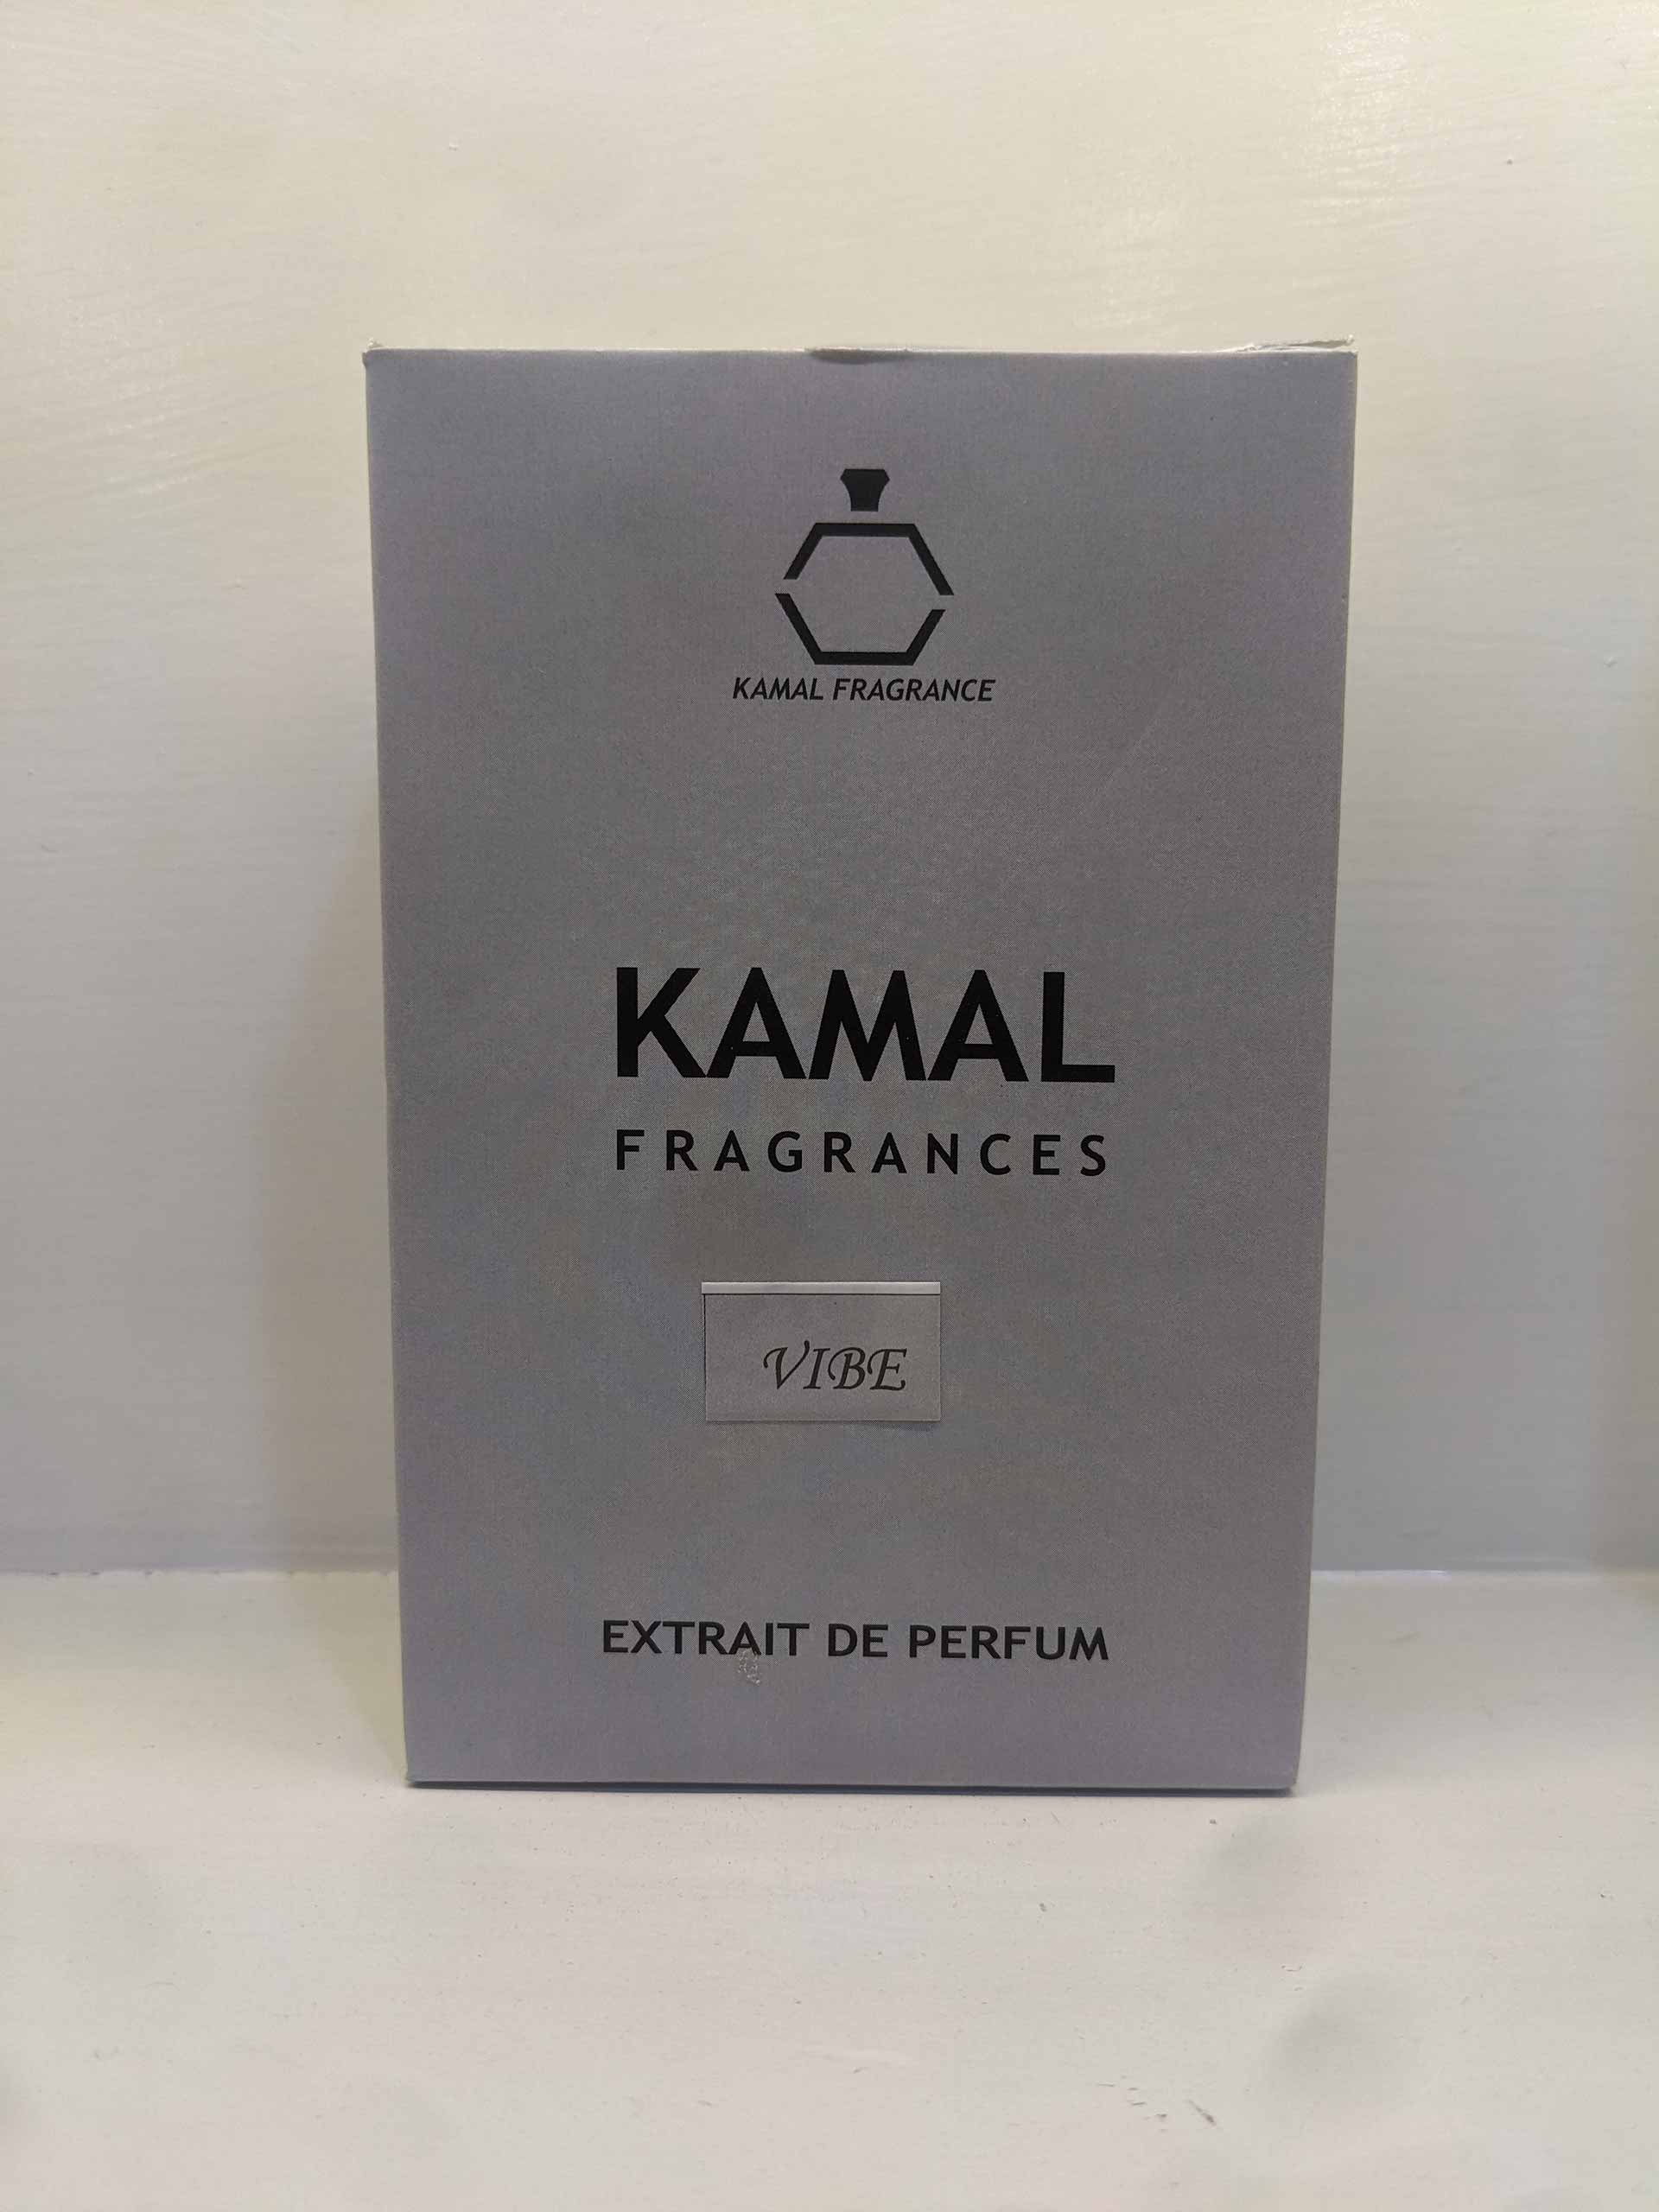 KAMAL FRAGRANCE
KAMAL
FRAGRANCES
VIBE
EXTRAIT DE PERFUM